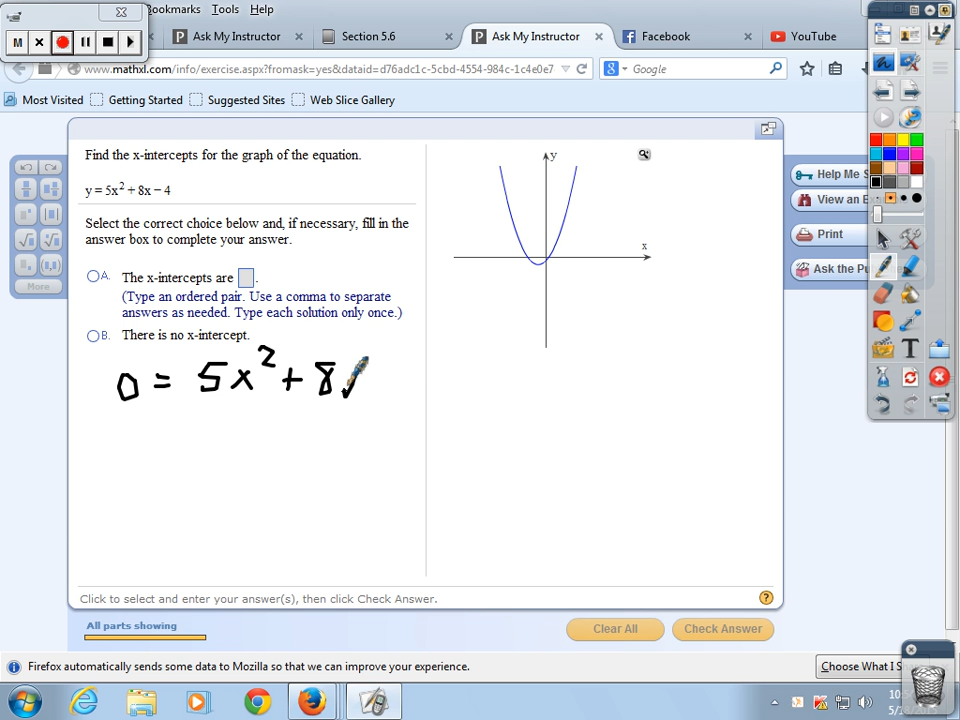 Bookmarks Tools Help
M
P Ask My Instructor
Section 5.6
P Ask My Instructor
Facebook
YouTube
www.mathxl.com/info/exercise.aspx?fromask=yes&dataid=d76adc1c-5cbd-4554-984c-1c4e0e7
Google
Most Visited Getting Started Suggested Sites Web Slice Gallery
Find the x-intercepts for the graph of the equation.
y = 5x² + 8x − 4
Select the correct choice below and, if necessary, fill in the
answer box to complete your answer.
A. The x-intercepts are .
(Type an ordered pair. Use a comma to separate
answers as needed. Type each solution only once.)
B. There is no x-intercept.
0 = 5x² + 8
y
x
More
Help Me S
View an E
Print
Ask the Pu
T
Click to select and enter your answer(s), then click Check Answer.
All parts showing
Clear All
Check Answer
Firefox automatically sends some data to Mozilla so that we can improve your experience.
Choose What I S